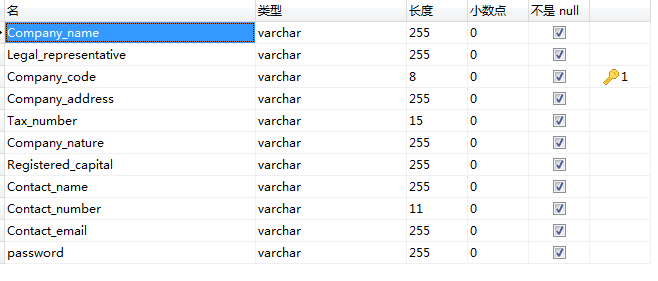 名 类型 长度 小数点 不是 null
Company_name varchar 255 0
Legal_representative varchar 255 0
Company_code varchar 8 0 1
Company_address varchar 255 0
Tax_number varchar 15 0
Company_nature varchar 255 0
Registered_capital varchar 255 0
Contact_name varchar 255 0
Contact_number varchar 11 0
Contact_email varchar 255 0
password varchar 255 0